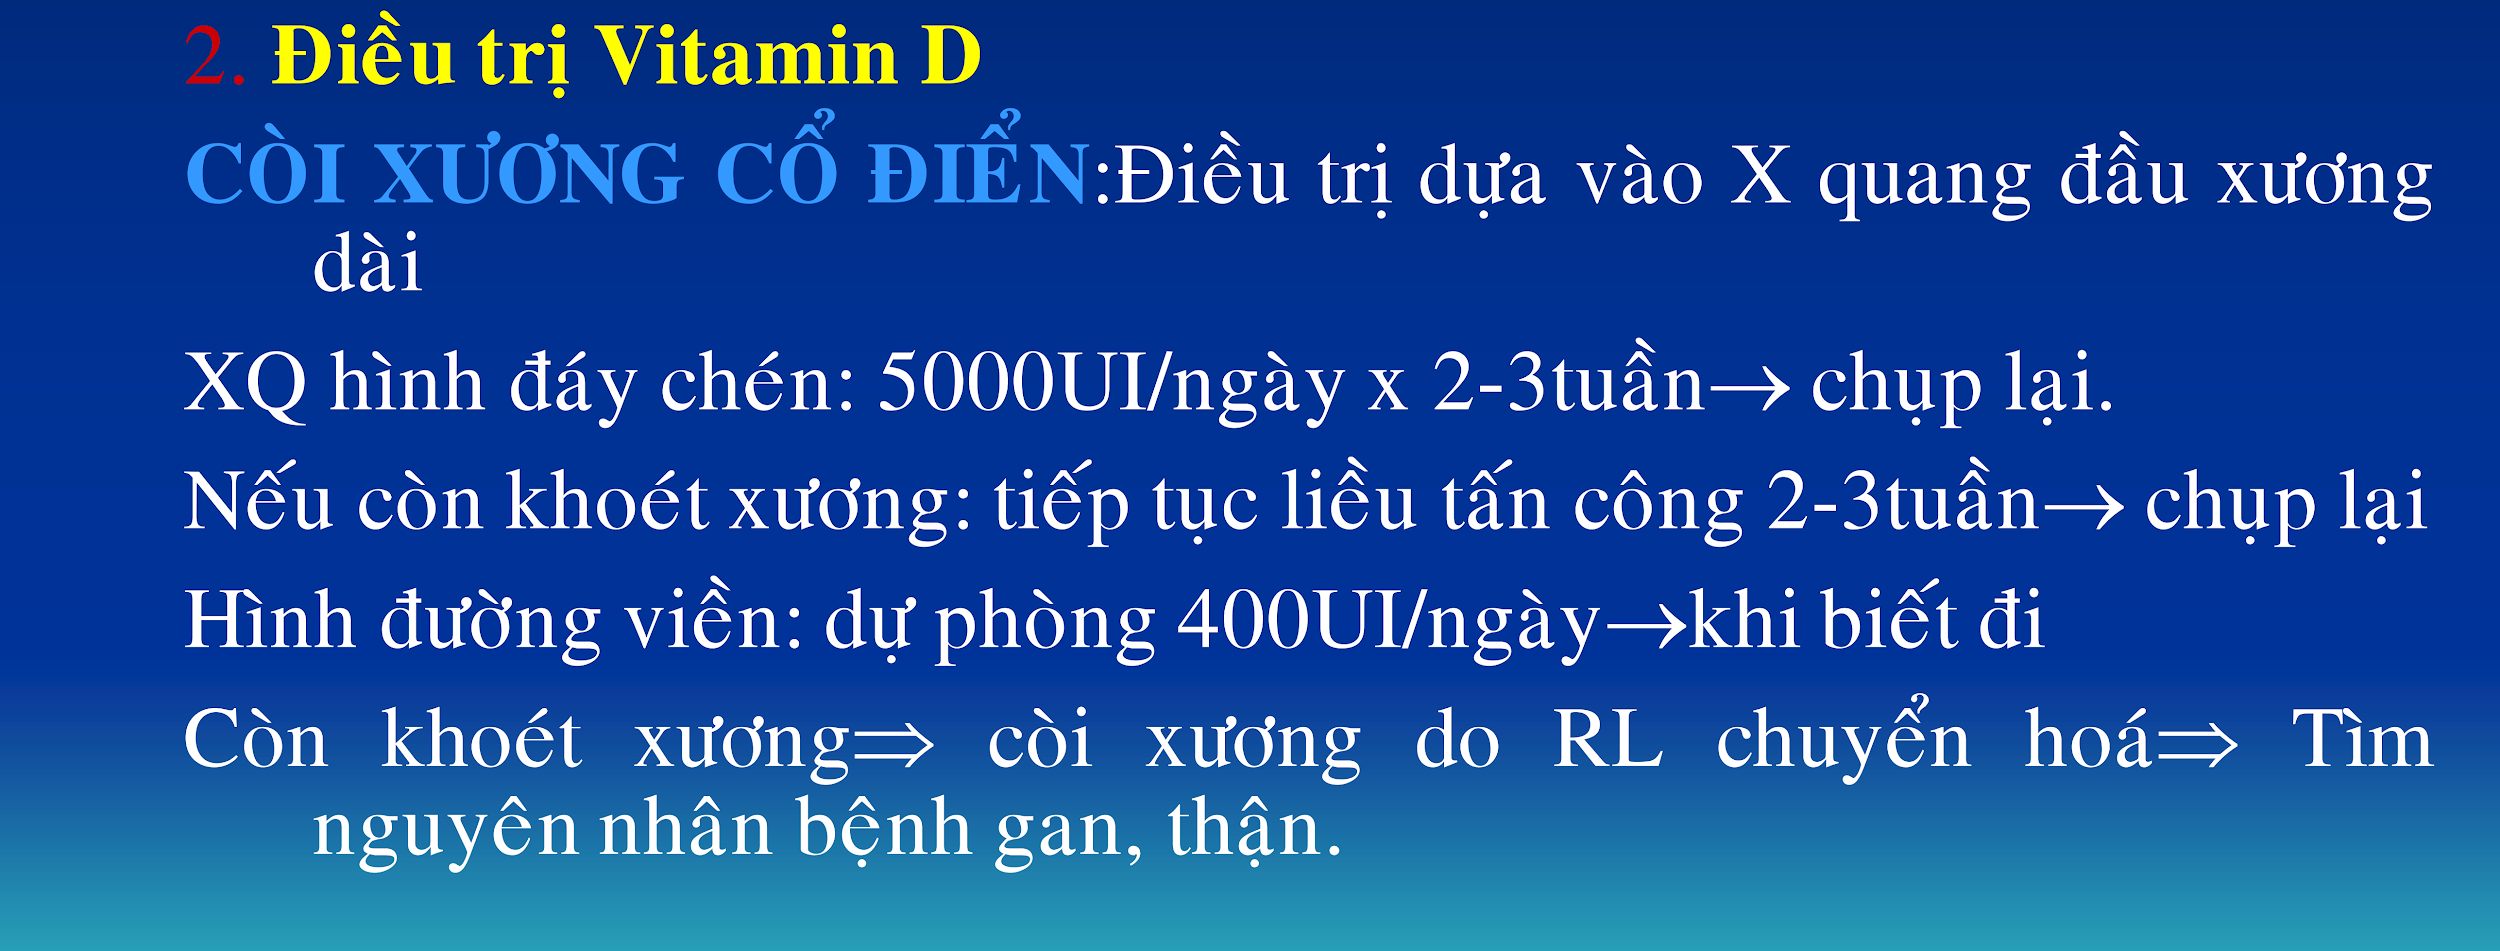 2. Điều trị Vitamin D
CÒI XƯƠNG CỔ ĐIỂN:Điều trị dựa vào X quang đầu xương
dài
XQ hình đáy chén: 5000UI/ngày x 2-3tuần→ chụp lại.
Nếu còn khoét xương: tiếp tục liều tấn công 2-3tuần→ chụp lại
Hình đường viền: dự phòng 400UI/ngày→khi biết đi
Còn khoét xương⇒ còi xương do RL chuyển hoá⇒ Tìm
nguyên nhân bệnh gan, thận.